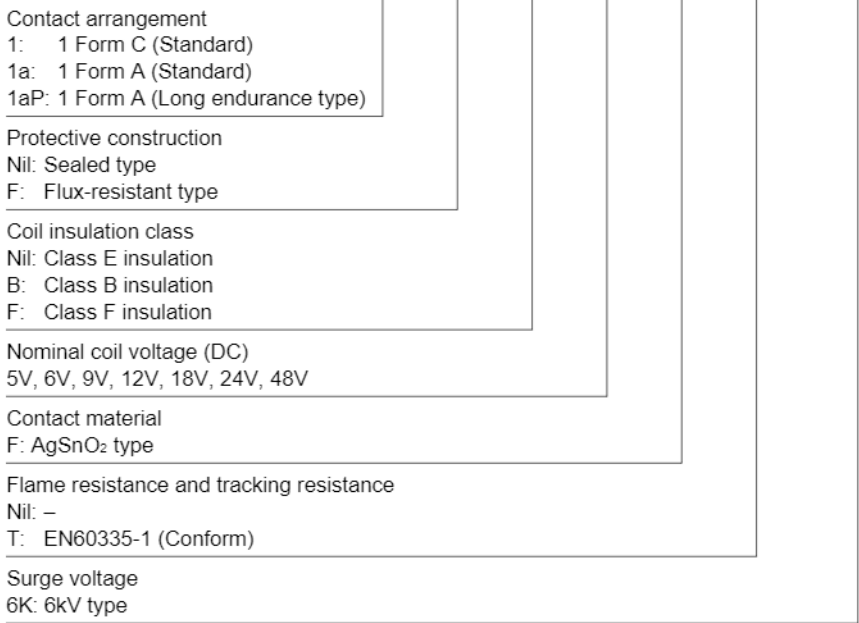 Contact arrangement
1: 1 Form C (Standard)
1a: 1 Form A (Standard)
1aP: 1 Form A (Long endurance type)
Protective construction
Nil: Sealed type
F: Flux-resistant type
Coil insulation class
Nil: Class E insulation
B: Class B insulation
F: Class F insulation
Nominal coil voltage (DC)
5V, 6V, 9V, 12V, 18V, 24V, 48V
Contact material
F: AgSnO₂ type
Flame resistance and tracking resistance
Nil: –
T: EN60335-1 (Conform)
Surge voltage
6K: 6kV type